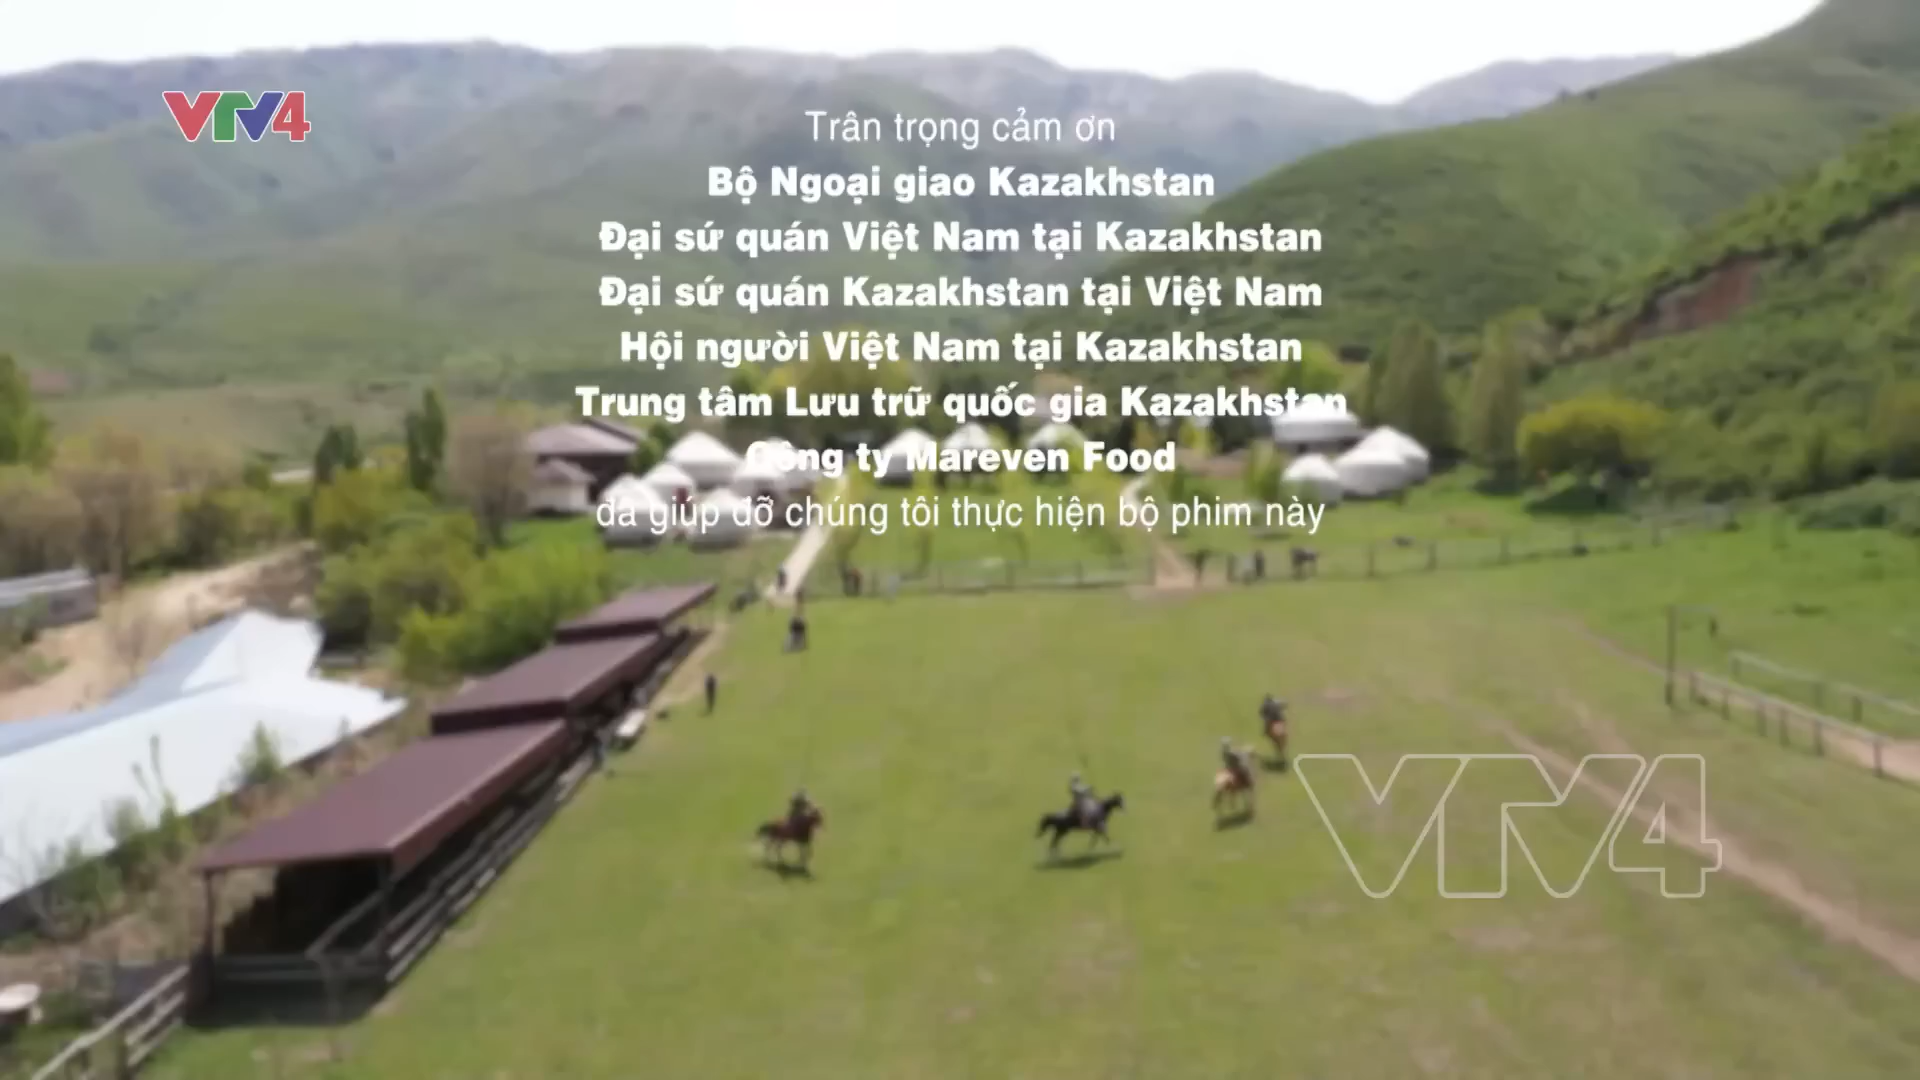 VTV4
Trân trọng cảm ơn
Bộ Ngoại giao Kazakhstan
Đại sứ quán Việt Nam tại Kazakhstan
Đại sứ quán Kazakhstan tại Việt Nam
Hội người Việt Nam tại Kazakhstan
Trung tâm Lưu trữ quốc gia Kazakhstan
Công ty Mareven Food
đã giúp đỡ chúng tôi thực hiện bộ phim này
VTV4